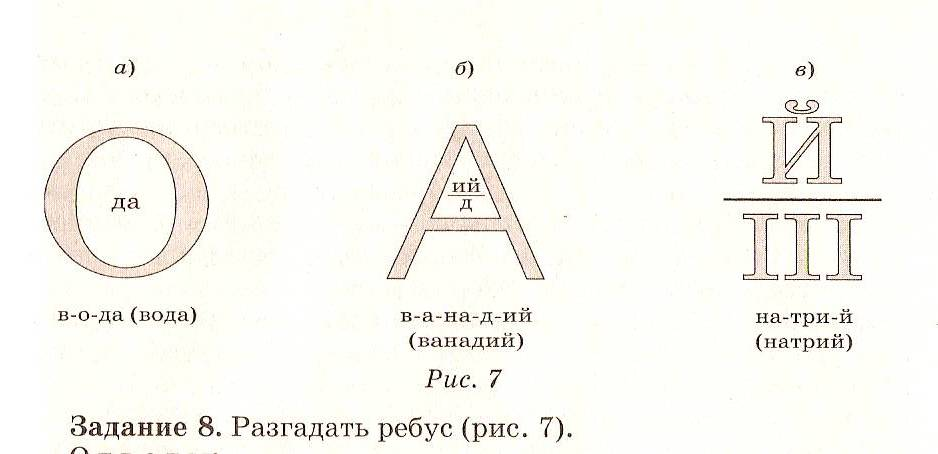 а) б) в)
О
да
А
ий
д
Й
III
в-о-да (вода)
в-а-на-д-ий
(ванадий)
на-три-й
(натрий)
Рис. 7
Задание 8. Разгадать ребус (рис. 7).